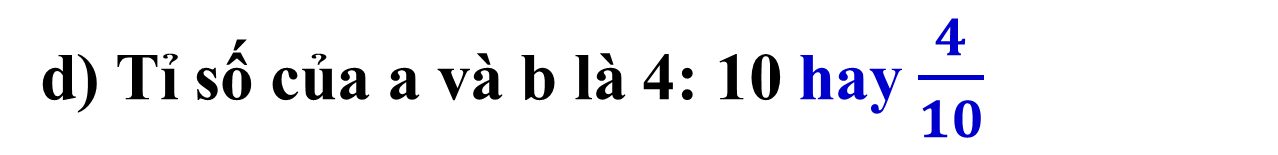 d) Tỉ số của a và b là 4: 10 hay 4/10